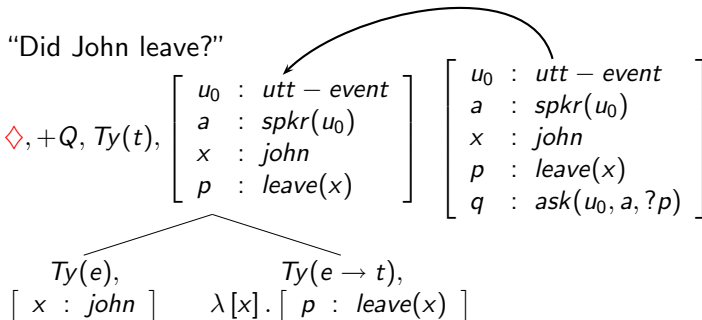 “Did John leave?”
♢, +Q, Ty(t), [ u₀ : utt − event
a : spkr(u₀)
x : john
p : leave(x) ]
[ u₀ : utt − event
a : spkr(u₀)
x : john
p : leave(x)
q : ask(u₀, a, ?p) ]
Ty(e),
[ x : john ]
Ty(e → t),
λ [x] . [ p : leave(x) ]